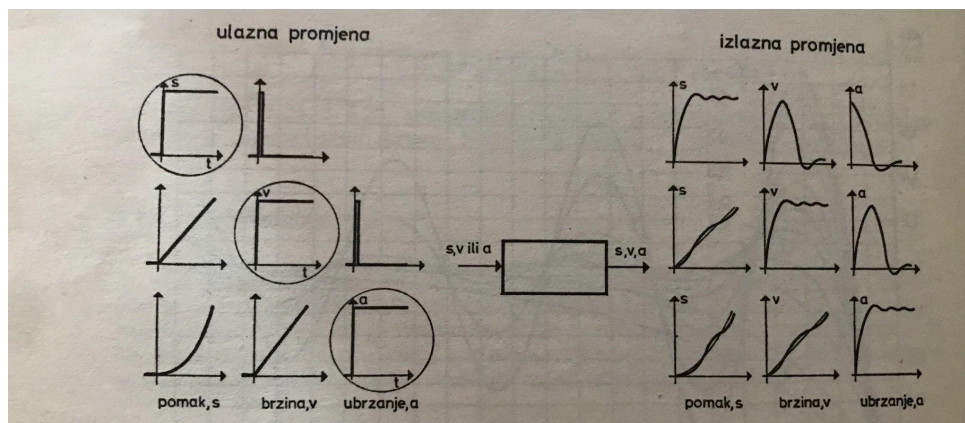 ulazna promjena
izlazna promjena
s
t
s
v
a
v
t
s,v ili a
s,v,a
s
v
a
a
t
s
v
a
pomak,s
brzina,v
ubrzanje,a
pomak,s
brzina,v
ubrzanje,a